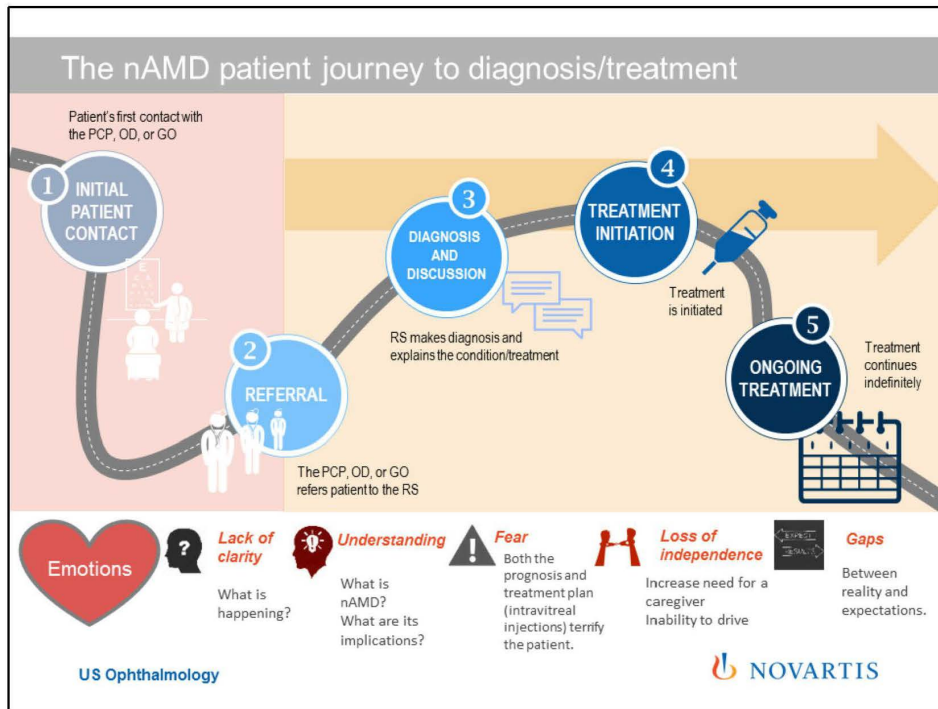 The nAMD patient journey to diagnosis/treatment
Patient's first contact with
the PCP, OD, or GO
1
INITIAL
PATIENT
CONTACT
E
2
REFERRAL
The PCP, OD, or GO
refers patient to the RS
3
DIAGNOSIS
AND
DISCUSSION
RS makes diagnosis and
explains the condition/treatment
4
TREATMENT
INITIATION
Treatment
is initiated
5
ONGOING
TREATMENT
Treatment
continues
indefinitely
Emotions
?
Lack of
clarity
What is
happening?
Understanding
What is
nAMD?
What are its
implications?
!
Fear
Both the
prognosis and
treatment plan
(intravitreal
injections) terrify
the patient.
Loss of
independence
Increase need for a
caregiver
Inability to drive
EXPECT
RESULTS
Gaps
Between
reality and
expectations.
US Ophthalmology
NOVARTIS